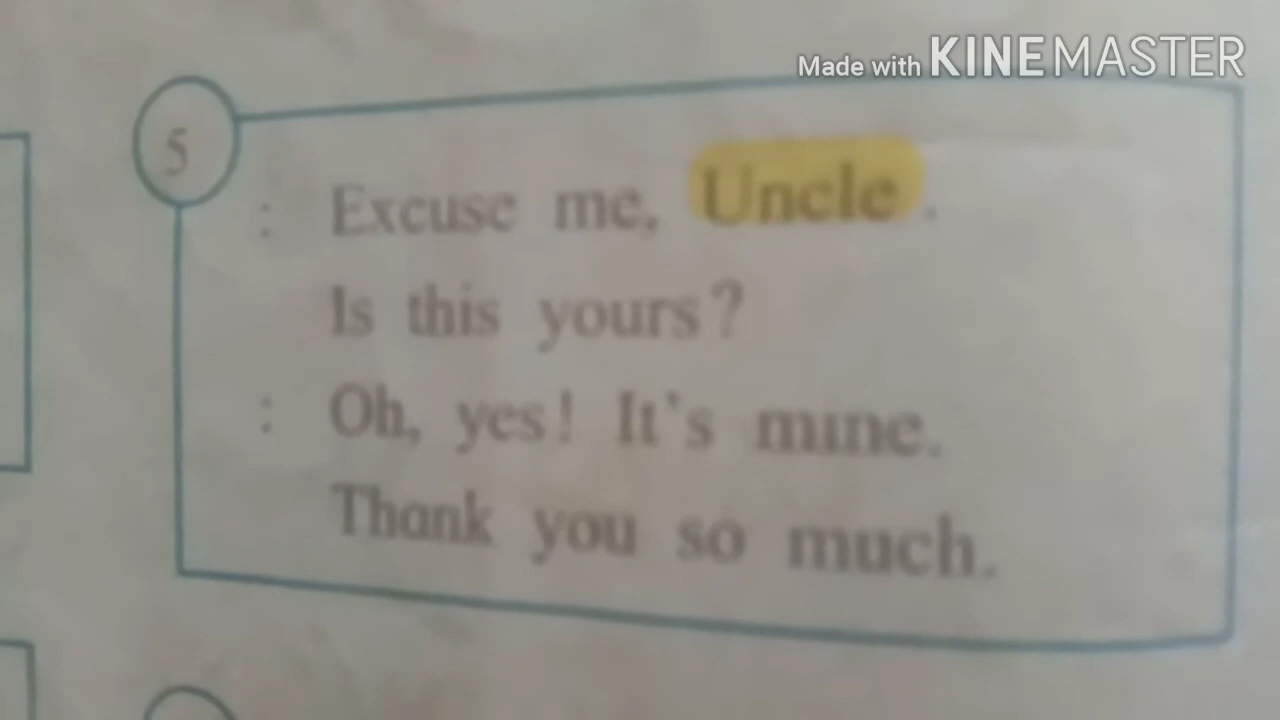 Made with KINEMASTER
5
: Excuse me, Uncle.
Is this yours?
: Oh, yes! It's mine.
Thank you so much.